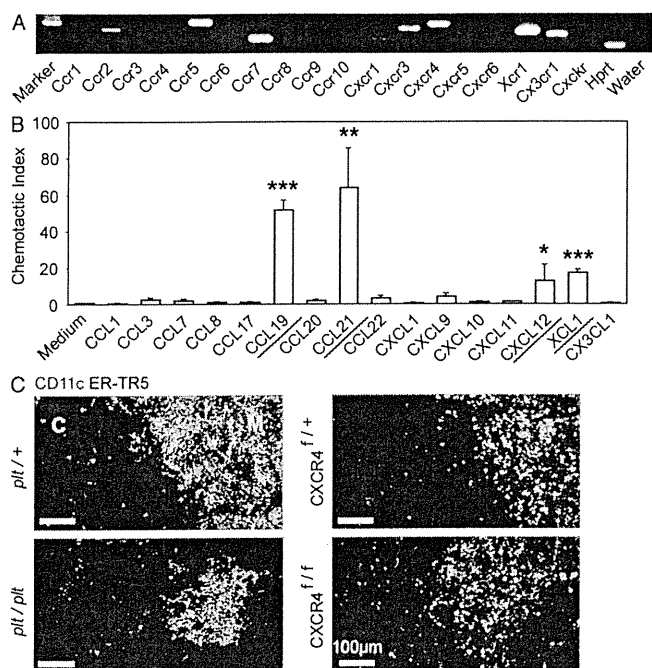 A
Marker Ccr1 Ccr2 Ccr3 Ccr4 Ccr5 Ccr6 Ccr7 Ccr8 Ccr9 Ccr10 Cxcr1 Cxcr3 Cxcr4 Cxcr5 Cxcr6 Xcr1 Cx3cr1 Cxckr Hprt Water
B
Chemotactic Index
100
80
60
40
20
0
***
**
*
***
Medium CCL1 CCL3 CCL7 CCL8 CCL17 CCL19 CCL20 CCL21 CCL22 CXCL1 CXCL9 CXCL10 CXCL11 CXCL12 XCL1 CX3CL1
C CD11c ER-TR5
plt / +
C
CXCR4 f / +
plt / plt
CXCR4 f / f
100µm